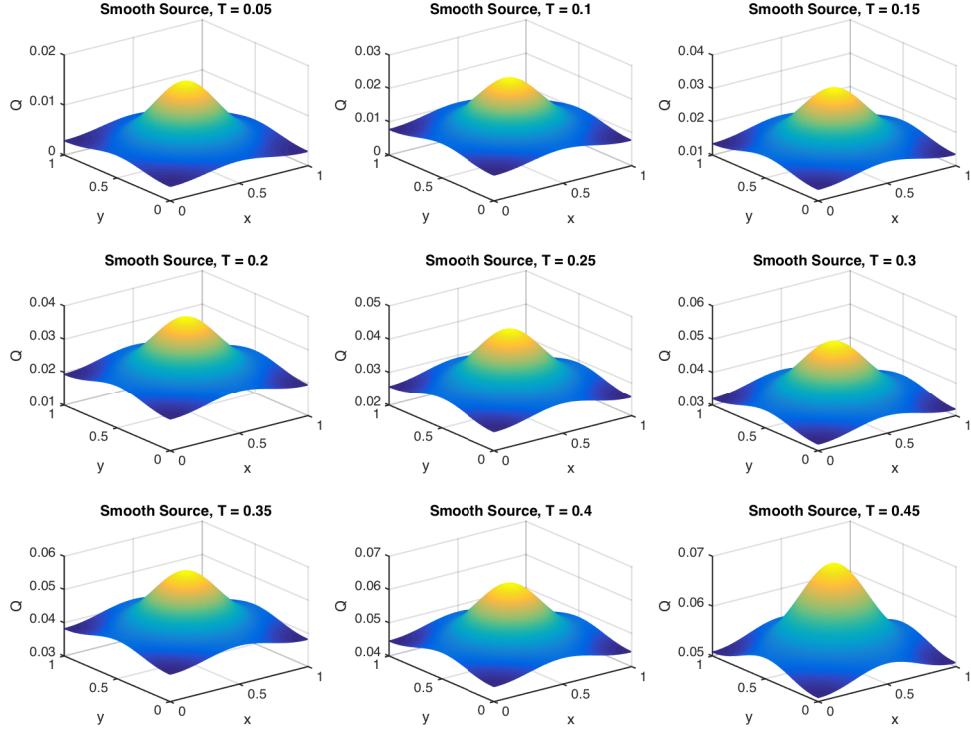 Smooth Source, T = 0.05
0.02
0.01
0
Q
1
0.5
0
y
0
0.5
1
x
Smooth Source, T = 0.1
0.03
0.02
0.01
0
Q
1
0.5
0
y
0
0.5
1
x
Smooth Source, T = 0.15
0.04
0.03
0.02
0.01
Q
1
0.5
0
y
0
0.5
1
x
Smooth Source, T = 0.2
0.04
0.03
0.02
0.01
Q
1
0.5
0
y
0
0.5
1
x
Smooth Source, T = 0.25
0.05
0.04
0.03
0.02
Q
1
0.5
0
y
0
0.5
1
x
Smooth Source, T = 0.3
0.06
0.05
0.04
0.03
Q
1
0.5
0
y
0
0.5
1
x
Smooth Source, T = 0.35
0.06
0.05
0.04
0.03
Q
1
0.5
0
y
0
0.5
1
x
Smooth Source, T = 0.4
0.07
0.06
0.05
0.04
Q
1
0.5
0
y
0
0.5
1
x
Smooth Source, T = 0.45
0.07
0.06
0.05
Q
1
0.5
0
y
0
0.5
1
x